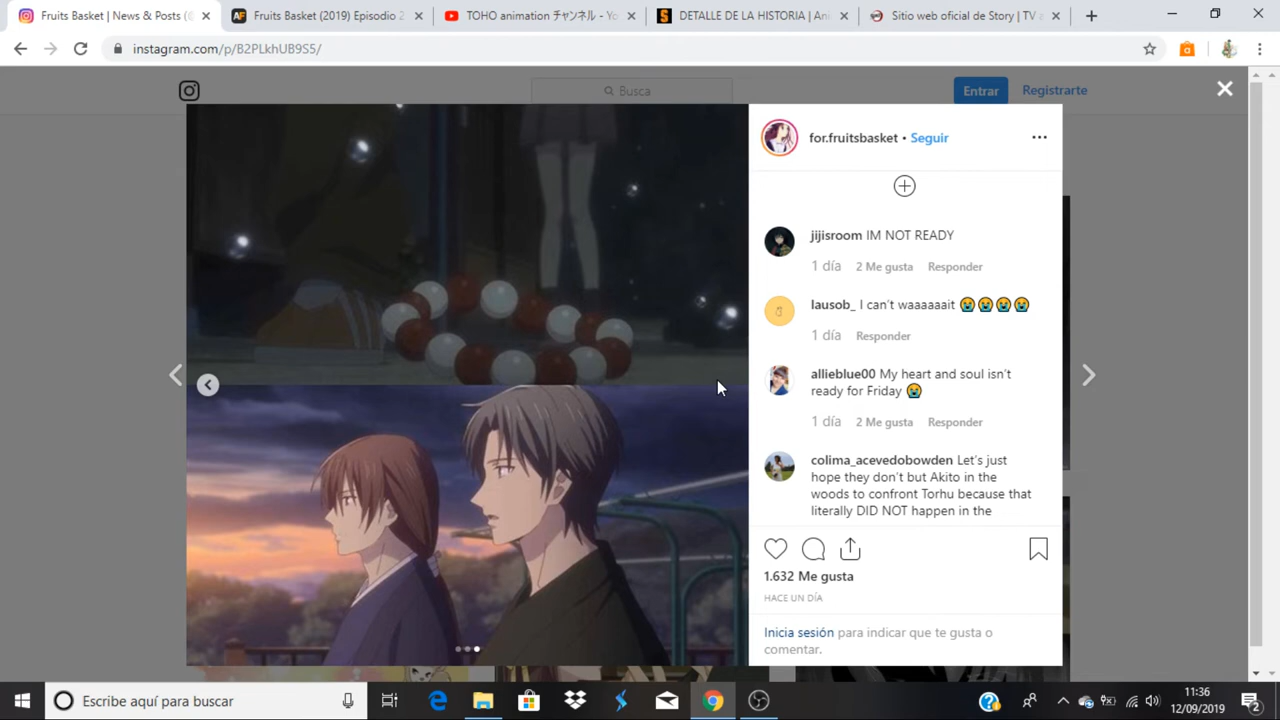 Fruits Basket | News & Posts (
Fruits Basket (2019) Episodio
TOHO animation チャンネル - Yo
DETALLE DE LA HISTORIA | Ani
Sitio web oficial de Story | TV a
instagram.com/p/B2PLkhUB9S5/
Busca
Entrar
Registrarte
for.fruitsbasket • Seguir
jijisroom IM NOT READY
1 día 2 Me gusta Responder
lausob_ I can't waaaaaait 😭😭😭😭
1 día Responder
allieblue00 My heart and soul isn't
ready for Friday 😭
1 día 2 Me gusta Responder
colima_acevedobowden Let's just
hope they don't but Akito in the
woods to confront Torhu because that
literally DID NOT happen in the
1.632 Me gusta
HACE UN DÍA
Inicia sesión para indicar que te gusta o
comentar.
Escribe aquí para buscar
11:36
12/09/2019